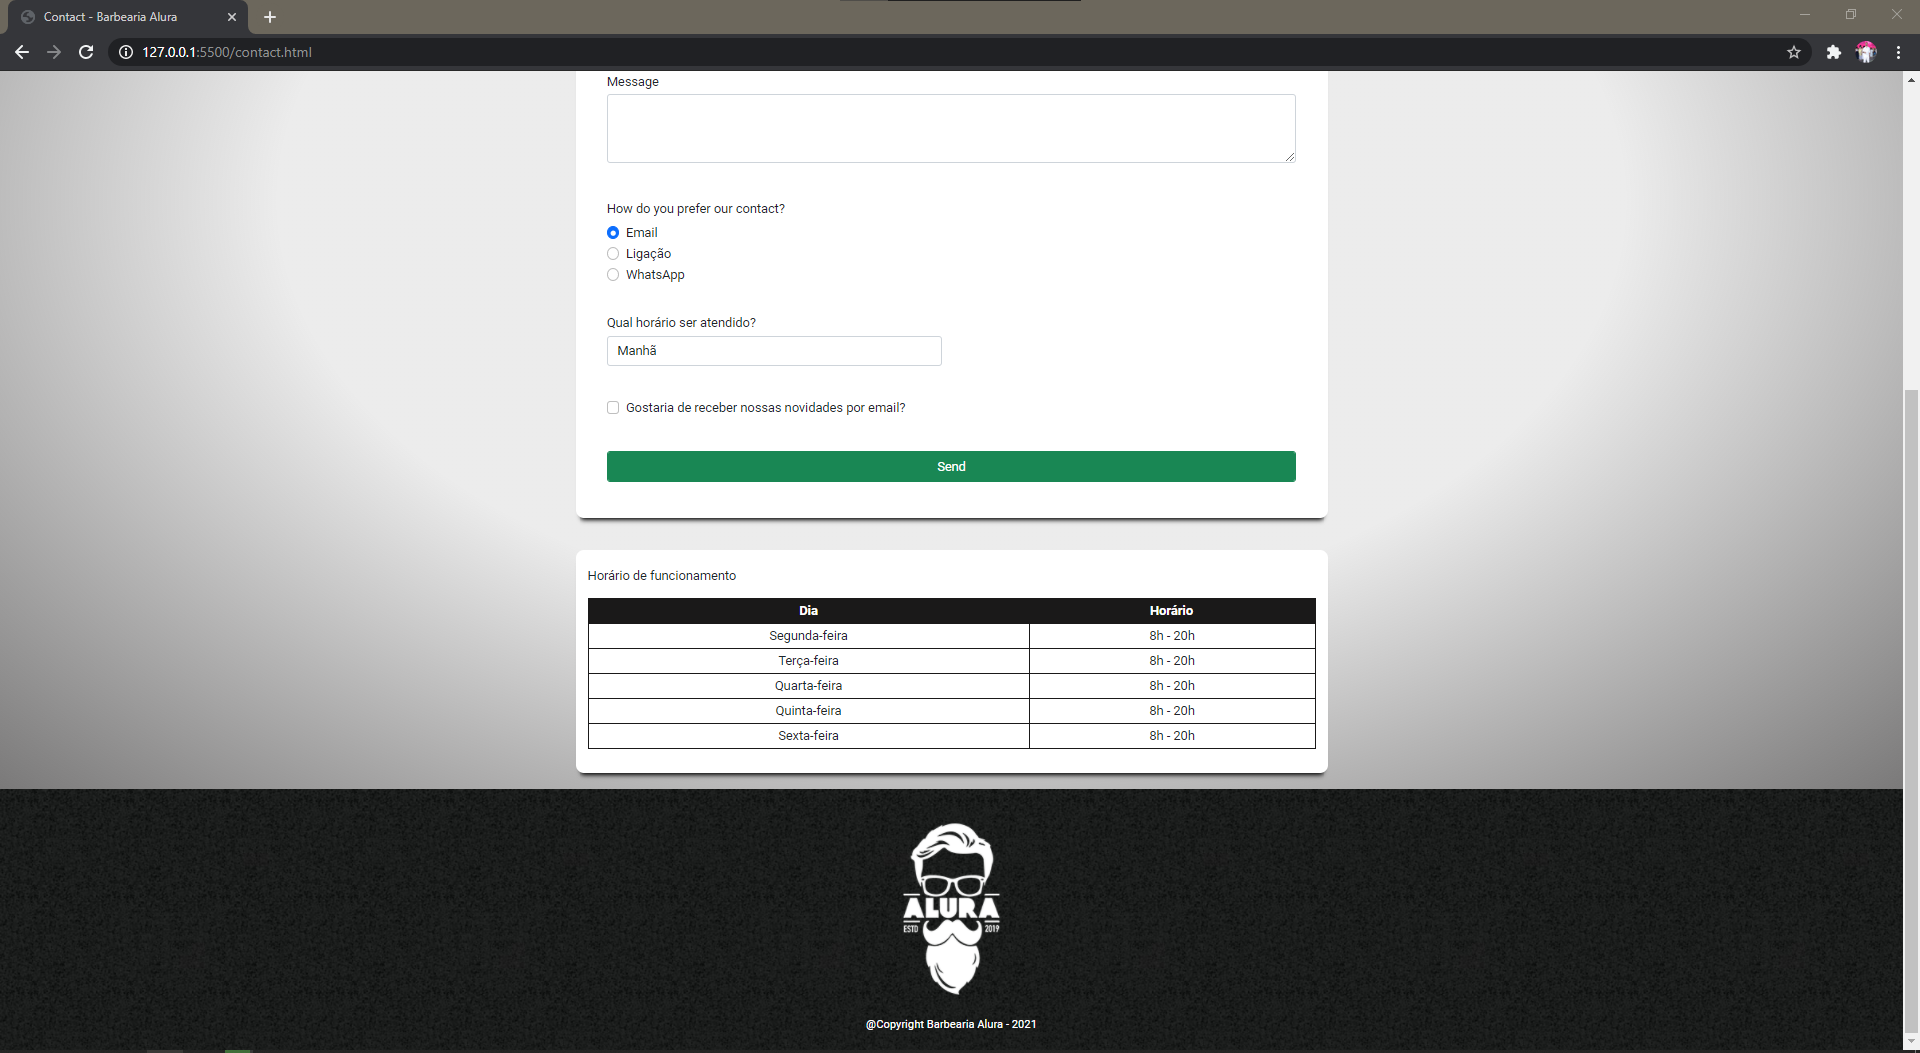 Contact - Barbearia Alura
127.0.0.1:5500/contact.html
Message
How do you prefer our contact?
Email
Ligação
WhatsApp
Qual horário ser atendido?
Manhã
Gostaria de receber nossas novidades por email?
Send
Horário de funcionamento
Dia Horário
Segunda-feira 8h - 20h
Terça-feira 8h - 20h
Quarta-feira 8h - 20h
Quinta-feira 8h - 20h
Sexta-feira 8h - 20h
ALURA
ESTD 2019
@Copyright Barbearia Alura - 2021